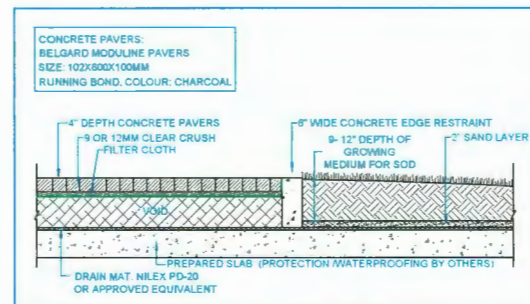 CONCRETE PAVERS:
BELGARD MODULINE PAVERS
SIZE: 102X600X100MM
RUNNING BOND, COLOUR: CHARCOAL
4" DEPTH CONCRETE PAVERS
9 OR 12MM CLEAR CRUSH
FILTER CLOTH
6" WIDE CONCRETE EDGE RESTRAINT
9- 12" DEPTH OF
GROWING
MEDIUM FOR SOD
2" SAND LAYER
VOID
PREPARED SLAB (PROTECTION /WATERPROOFING BY OTHERS)
DRAIN MAT. NILEX PD-20
OR APPROVED EQUIVALENT